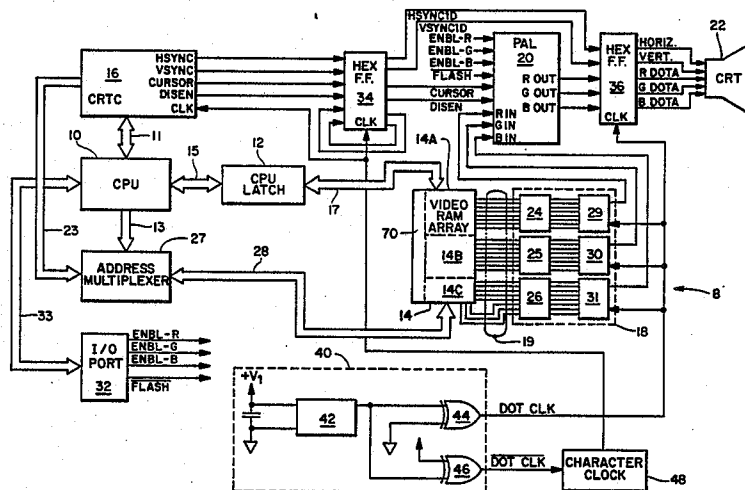 HSYNC1D
VSYNC1D
ENBL-R
ENBL-G
ENBL-B
FLASH
CURSOR
DISEN
PAL
20
R OUT
G OUT
B OUT
R IN
G IN
B IN
HEX
F.F.
36
CLK
HORIZ.
VERT.
R DOTA
G DOTA
B DOTA
22
CRT
16
CRTC
HSYNC
VSYNC
CURSOR
DISEN
CLK
HEX
F.F.
34
CLK
10
11
CPU
15
12
CPU
LATCH
17
13
14A
70
VIDEO
RAM
ARRAY
14B
14C
14
24
29
25
30
26
31
19
18
8
23
27
ADDRESS
MULTIPLEXER
28
33
I/O
PORT
32
ENBL-R
ENBL-G
ENBL-B
FLASH
40
+V1
42
44
DOT CLK
46
DOT CLK
CHARACTER
CLOCK
48